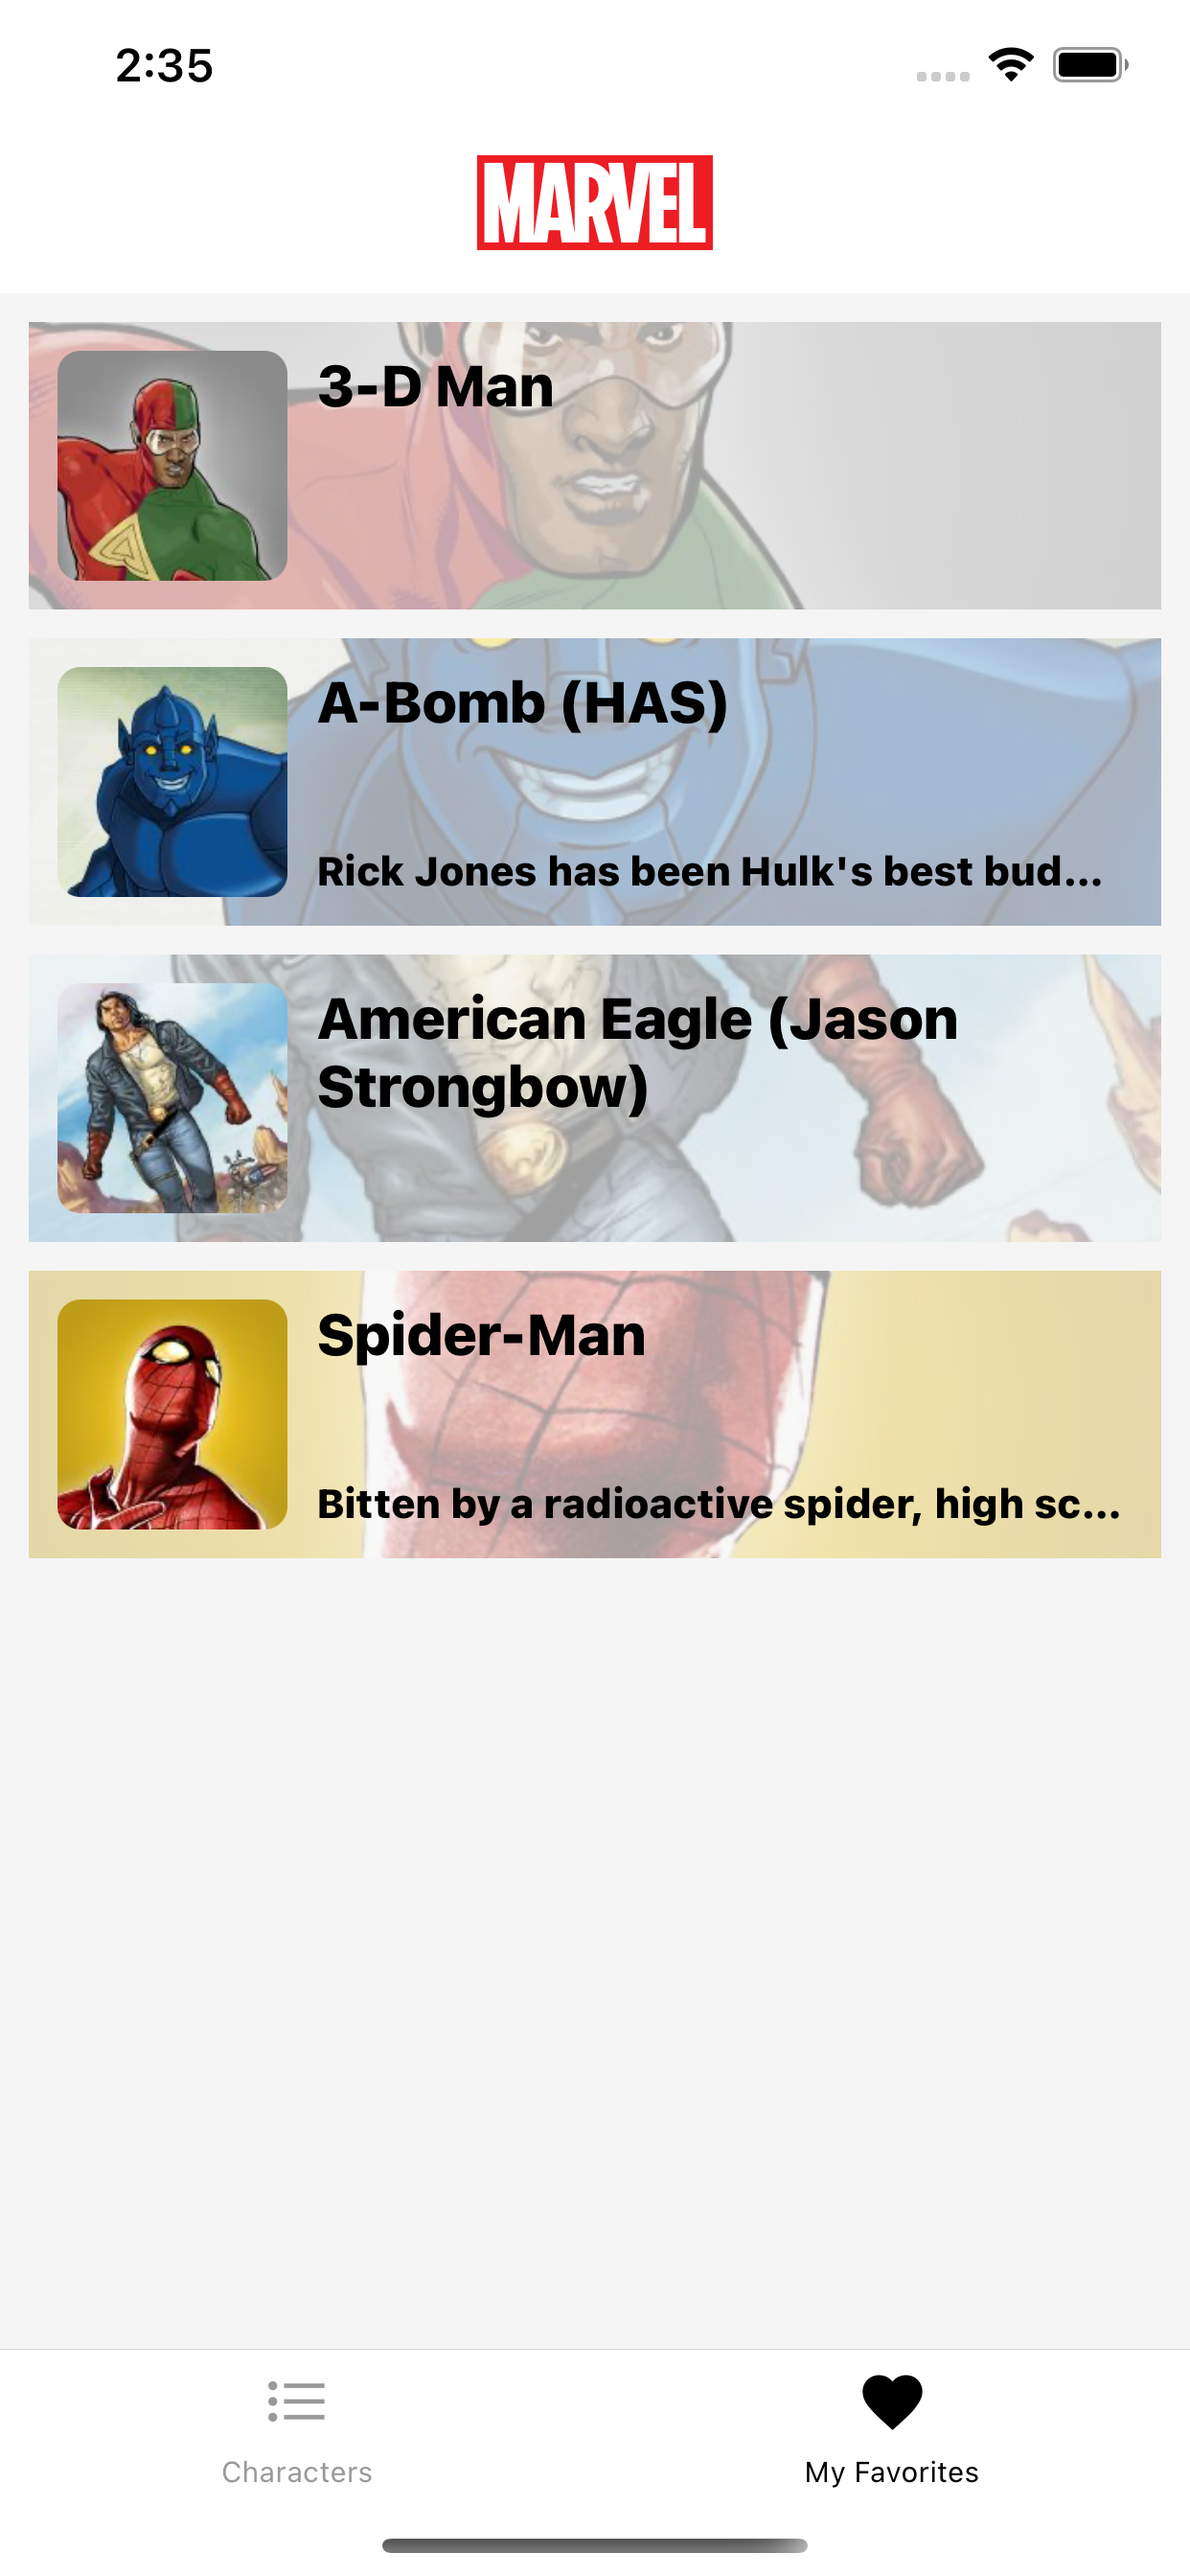 2:35
MARVEL
3-D Man
A-Bomb (HAS)
Rick Jones has been Hulk's best bud...
American Eagle (Jason
Strongbow)
Spider-Man
Bitten by a radioactive spider, high sc...
Characters
My Favorites